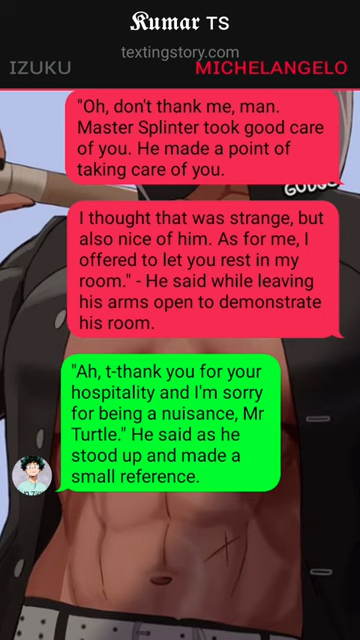 𝕶𝖚𝖒𝖆𝖗 TS
textingstory.com
IZUKU
MICHELANGELO
"Oh, don't thank me, man.
Master Splinter took good care
of you. He made a point of
taking care of you.
I thought that was strange, but
also nice of him. As for me, I
offered to let you rest in my
room." - He said while leaving
his arms open to demonstrate
his room.
"Ah, t-thank you for your
hospitality and I'm sorry
for being a nuisance, Mr
Turtle." He said as he
stood up and made a
small reference.